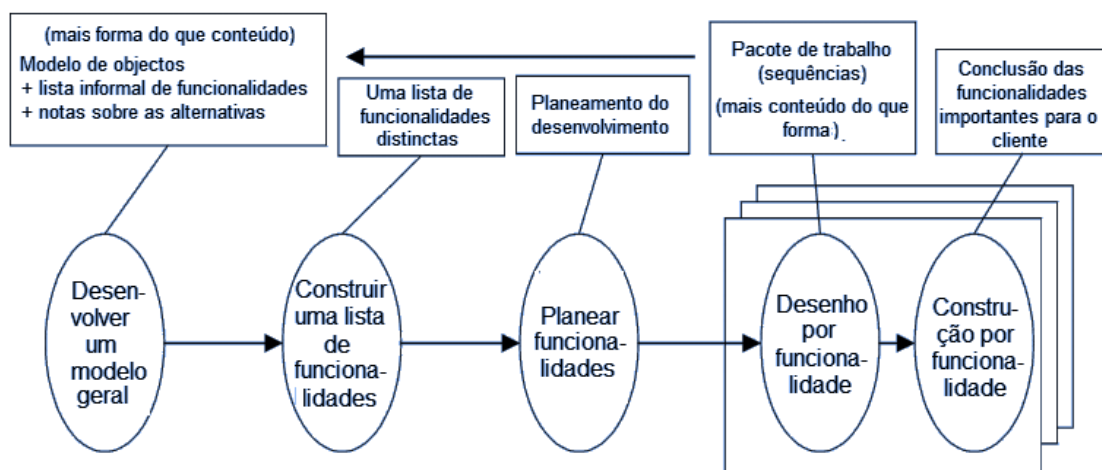 (mais forma do que conteúdo)
Modelo de objectos
+ lista informal de funcionalidades
+ notas sobre as alternativas
Uma lista de
funcionalidades
distinctas
Planeamento do
desenvolvimento
Pacote de trabalho
(sequências)
(mais conteúdo do que
forma)
Conclusão das
funcionalidades
importantes para o
cliente
Desen-
volver
um
modelo
geral
Construir
uma lista
de
funciona-
lidades
Planear
funciona-
lidades
Desenho
por
funciona-
lidade
Constru-
ção por
funciona-
lidade